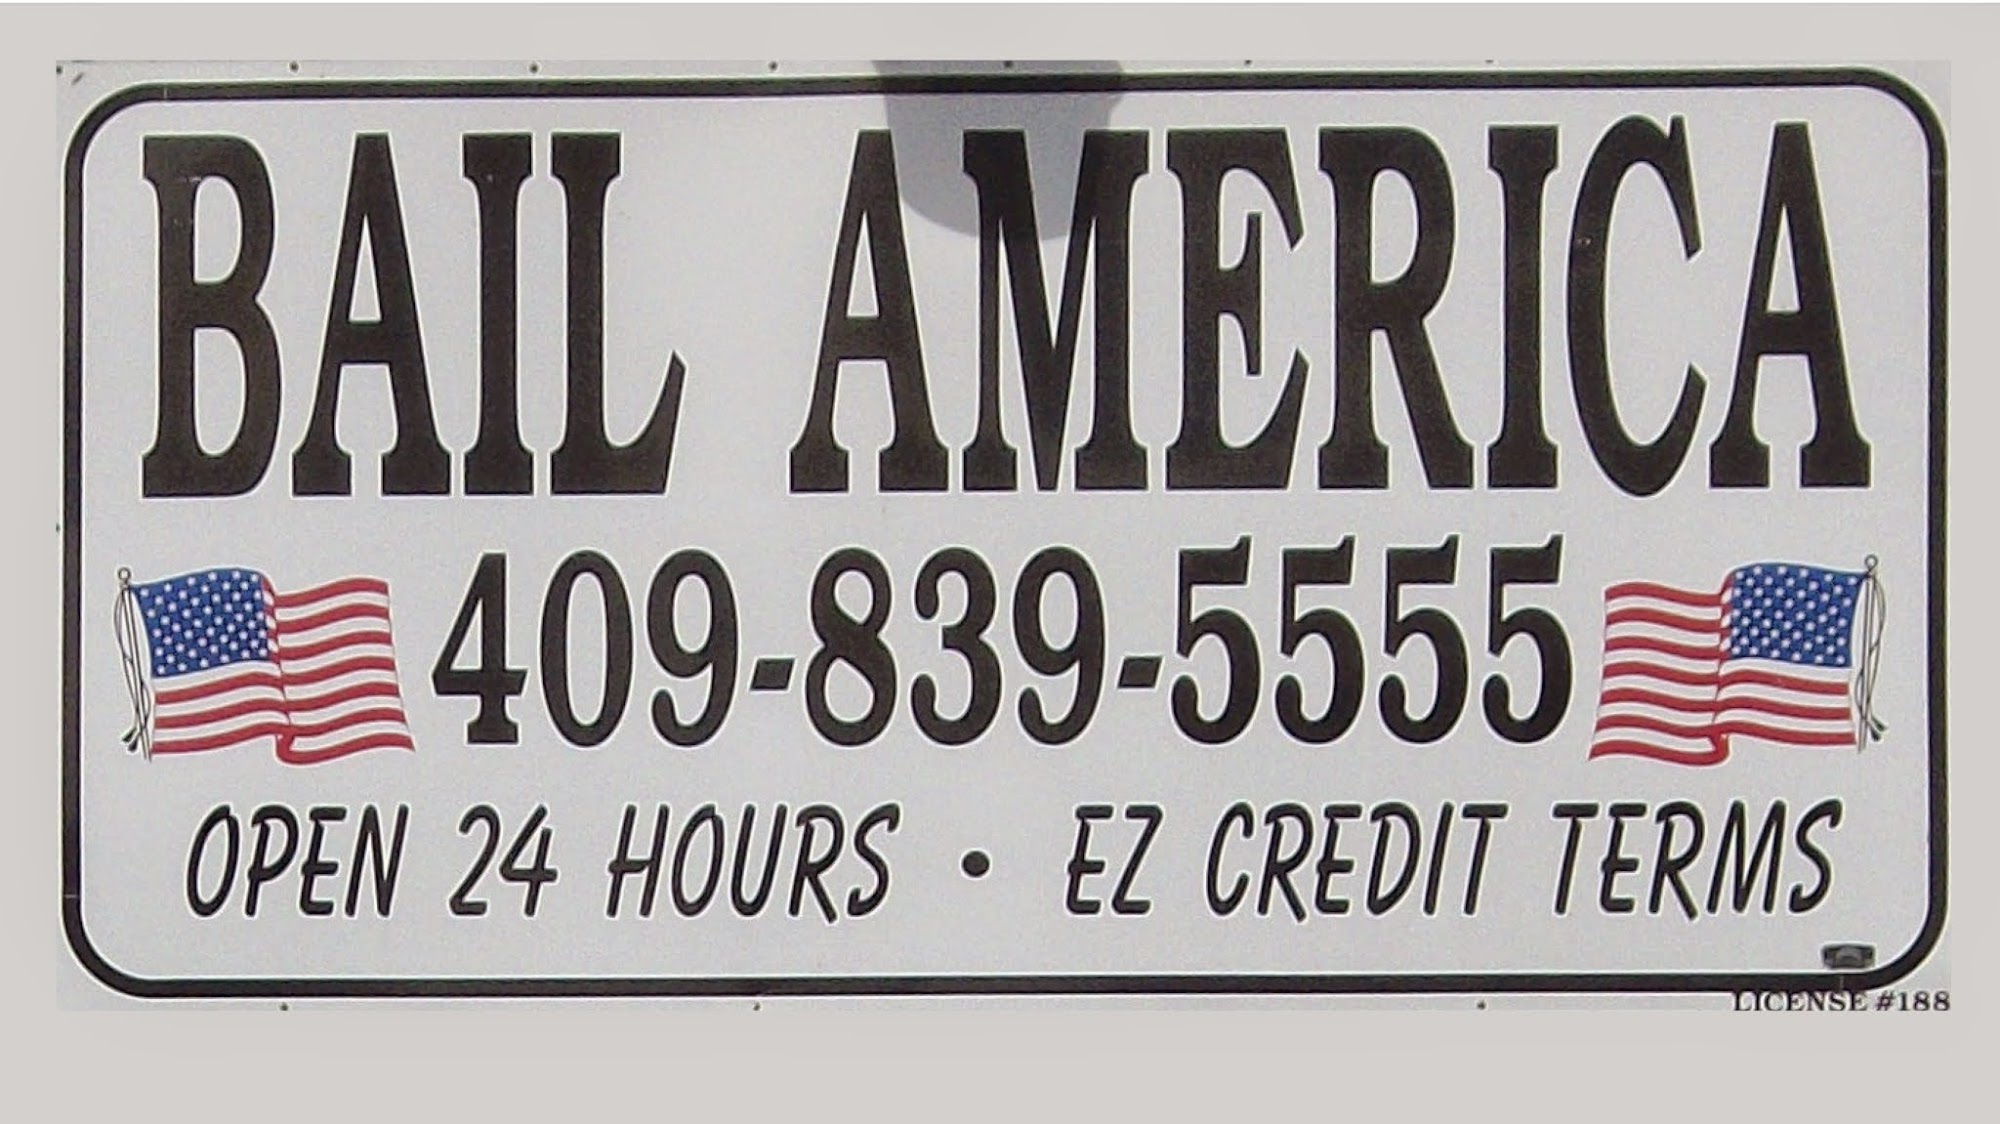 BAIL AMERICA
409-839-5555
OPEN 24 HOURS • EZ CREDIT TERMS
LICENSE #188